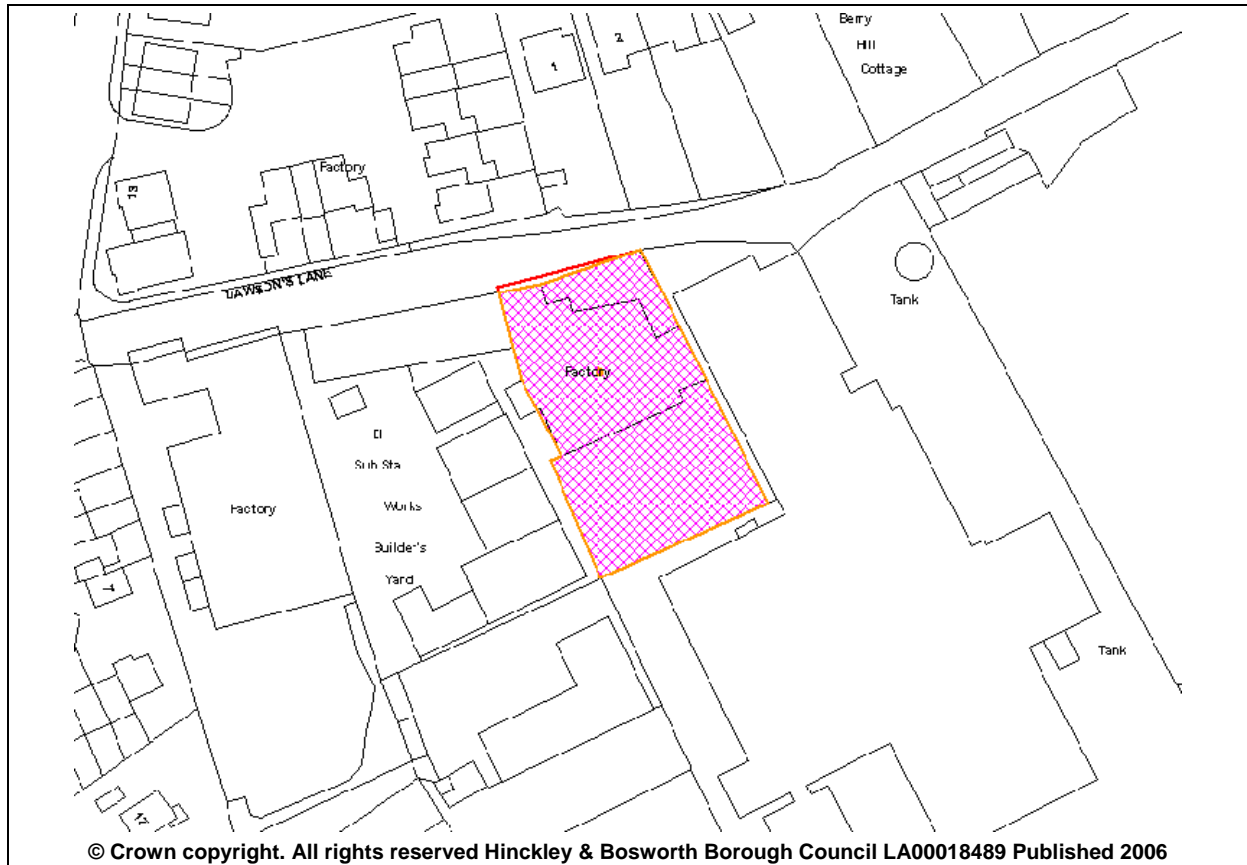 Berry
Hill
Cottage
2
1
Factory
13
DAWSON'S LANE
Tank
Factory
El
Sub Sta
Works
Builder's
Yard
Factory
7
Tank
17
© Crown copyright. All rights reserved Hinckley & Bosworth Borough Council LA00018489 Published 2006